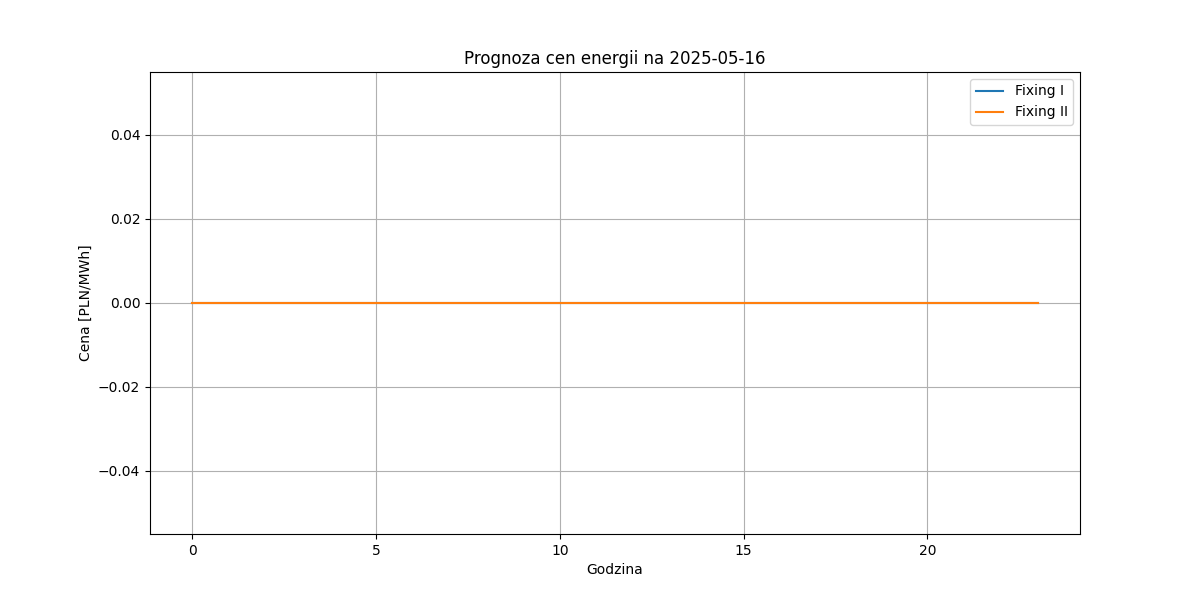 Prognoza cen energii na 2025-05-16
Fixing I
Fixing II
0.04
0.02
0.00
−0.02
−0.04
Cena [PLN/MWh]
0 5 10 15 20
Godzina